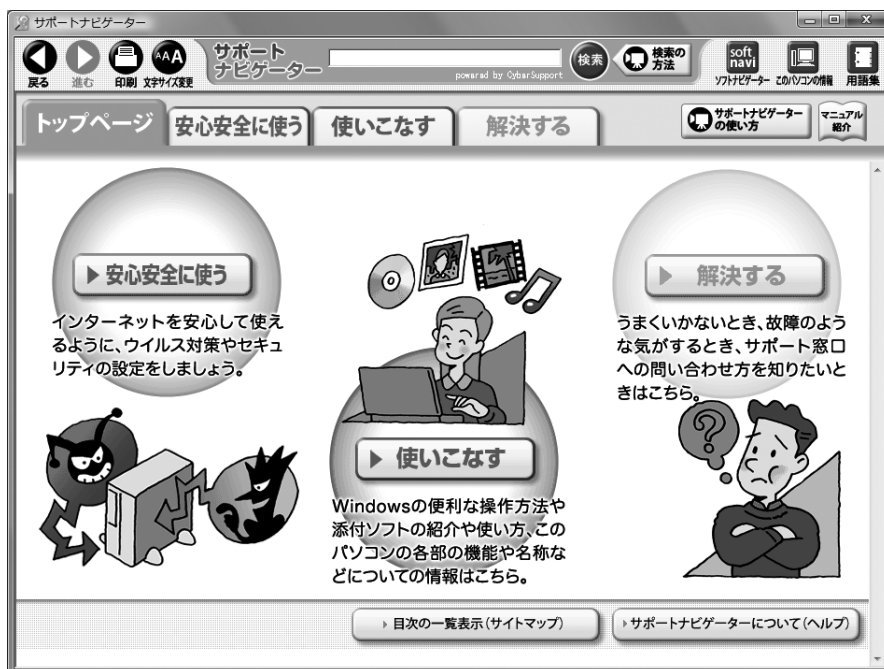 サポートナビゲーター
戻る
進む
印刷
AAA
文字サイズ変更
サポート
ナビゲーター
検索
検索の
方法
powered by CyberSupport
soft
navi
ソフトナビゲーター
このパソコンの情報
用語集
トップページ
安心安全に使う
使いこなす
解決する
サポートナビゲーター
の使い方
マニュアル
紹介
安心安全に使う
インターネットを安心して使え
るように、ウイルス対策やセキュ
リティの設定をしましょう。
使いこなす
Windowsの便利な操作方法や
添付ソフトの紹介や使い方、この
パソコンの各部の機能や名称な
どについての情報はこちら。
解決する
うまくいかないとき、故障のよう
な気がするとき、サポート窓口
への問い合わせ方を知りたいと
きはこちら。
?
目次の一覧表示(サイトマップ)
サポートナビゲーターについて(ヘルプ)